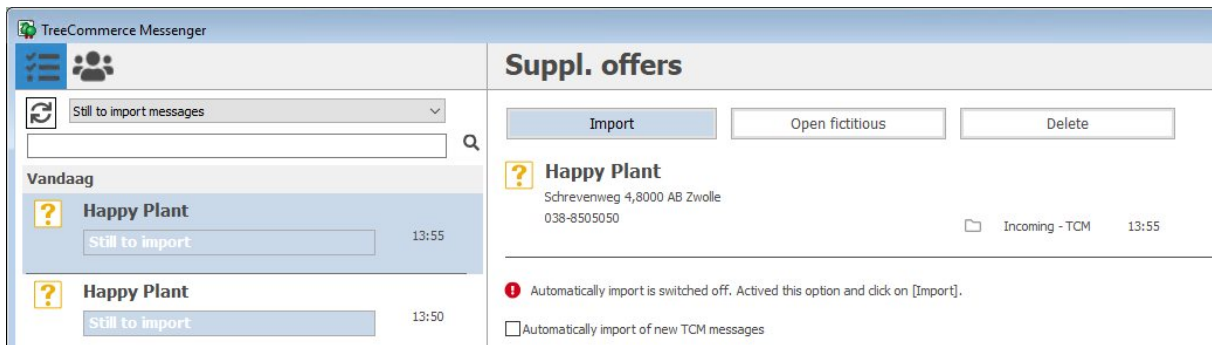 TreeCommerce Messenger
Still to import messages
Vandaag
Happy Plant
Still to import
13:55
Happy Plant
Still to import
13:50
Suppl. offers
Import
Open fictitious
Delete
Happy Plant
Schrevenweg 4,8000 AB Zwolle
038-8505050
Incoming - TCM 13:55
Automatically import is switched off. Actived this option and click on [Import].
Automatically import of new TCM messages